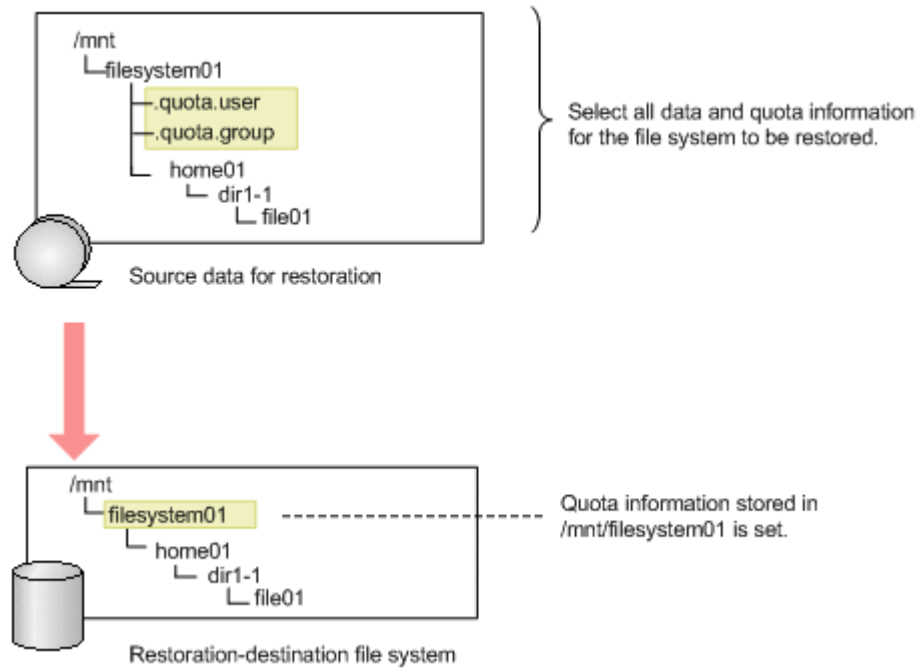 /mnt
filesystem01
.quota.user
.quota.group
home01
dir1-1
file01
Select all data and quota information
for the file system to be restored.
Source data for restoration
/mnt
filesystem01
home01
dir1-1
file01
Quota information stored in
/mnt/filesystem01 is set.
Restoration-destination file system